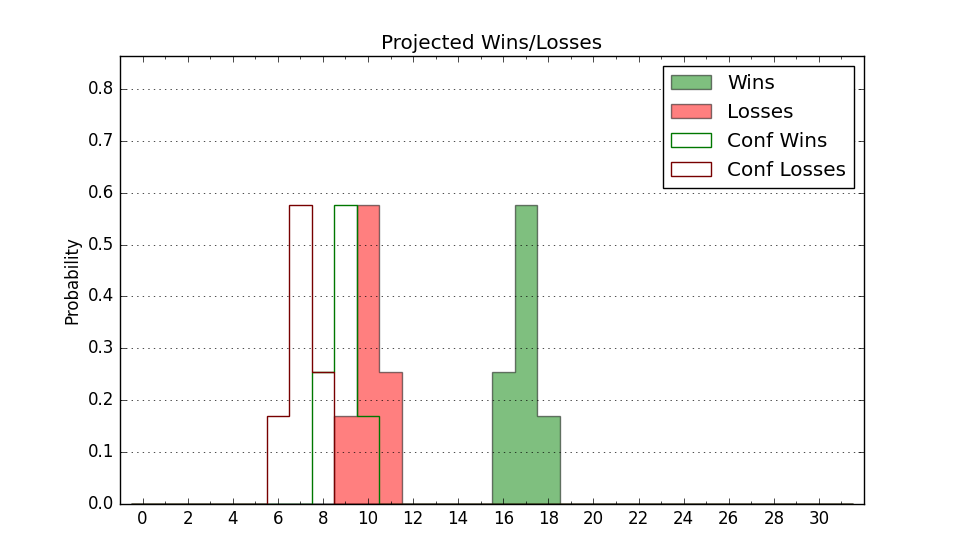 Projected Wins/Losses
Wins
Losses
Conf Wins
Conf Losses
Probability
0.8
0.7
0.6
0.5
0.4
0.3
0.2
0.1
0.0
0 2 4 6 8 10 12 14 16 18 20 22 24 26 28 30